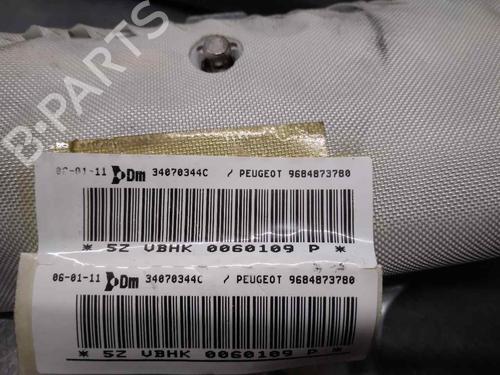 B-PARTS
06-01-11 Dm 34070344C / PEUGEOT 9684873780
* 5Z VBHK 0060109 P *
06-01-11 Dm 34070344C / PEUGEOT 9684873780
* 5Z VBHK 0060109 P *